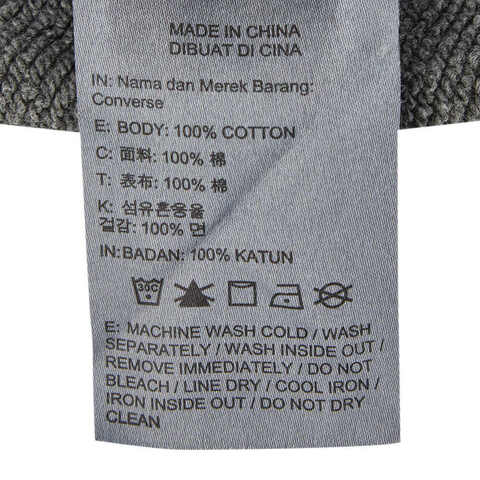 MADE IN CHINA
DIBUAT DI CINA
IN: Nama dan Merek Barang:
Converse
E: BODY: 100% COTTON
C: 面料: 100% 棉
T: 表布: 100% 棉
K: 섬유혼용율
겉감: 100% 면
IN:BADAN: 100% KATUN
30C
E: MACHINE WASH COLD / WASH
SEPARATELY / WASH INSIDE OUT /
REMOVE IMMEDIATELY / DO NOT
BLEACH / LINE DRY / COOL IRON /
IRON INSIDE OUT / DO NOT DRY
CLEAN